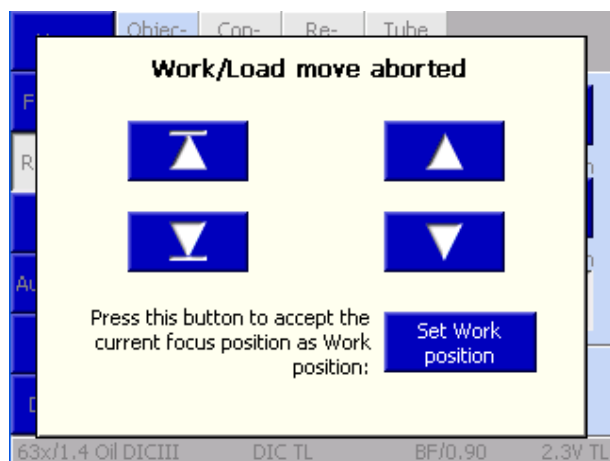 Objec- Con- Re- Tube
Work/Load move aborted
Press this button to accept the
current focus position as Work
position:
Set Work
position
63x/1.4 Oil DICIII DIC TL BF/0.90 2.3V TL